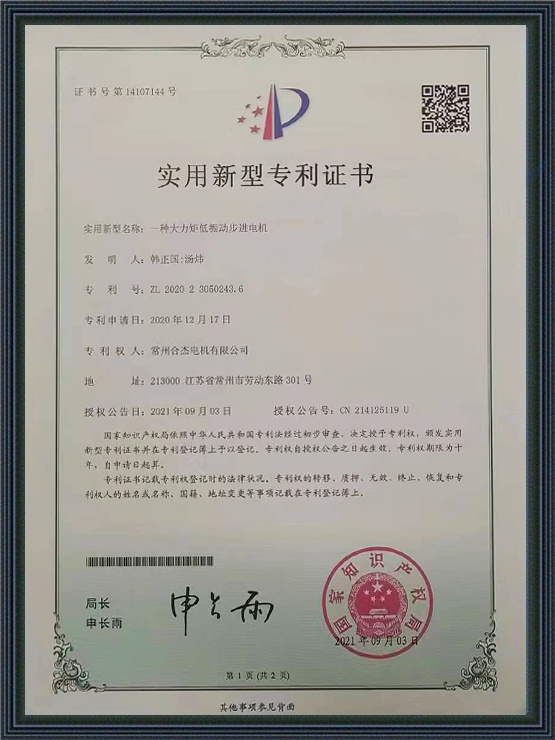 证书号第14107144号
实用新型专利证书
实用新型名称：一种大力矩低振动步进电机
发 明 人：韩正国;汤炜
专 利 号：ZL 2020 2 3050243.6
专利申请日：2020年12月17日
专 利 权 人：常州合杰电机有限公司
地 址：213000 江苏省常州市劳动东路301号
授权公告日：2021年09月03日 授权公告号：CN 214125119 U
国家知识产权局依照中华人民共和国专利法经过初步审查，决定授予专利权，颁发实用
新型专利证书并在专利登记簿上予以登记。专利权自授权公告之日起生效。专利权期限为十
年，自申请日起算。
专利证书记载专利权登记时的法律状况。专利权的转移、质押、无效、终止、恢复和专
利权人的姓名或名称、国籍、地址变更等事项记载在专利登记簿上。
局长
申长雨
申长雨
国家知识产权局
2021年09月03日
第1页(共2页)
其他事项参见背面